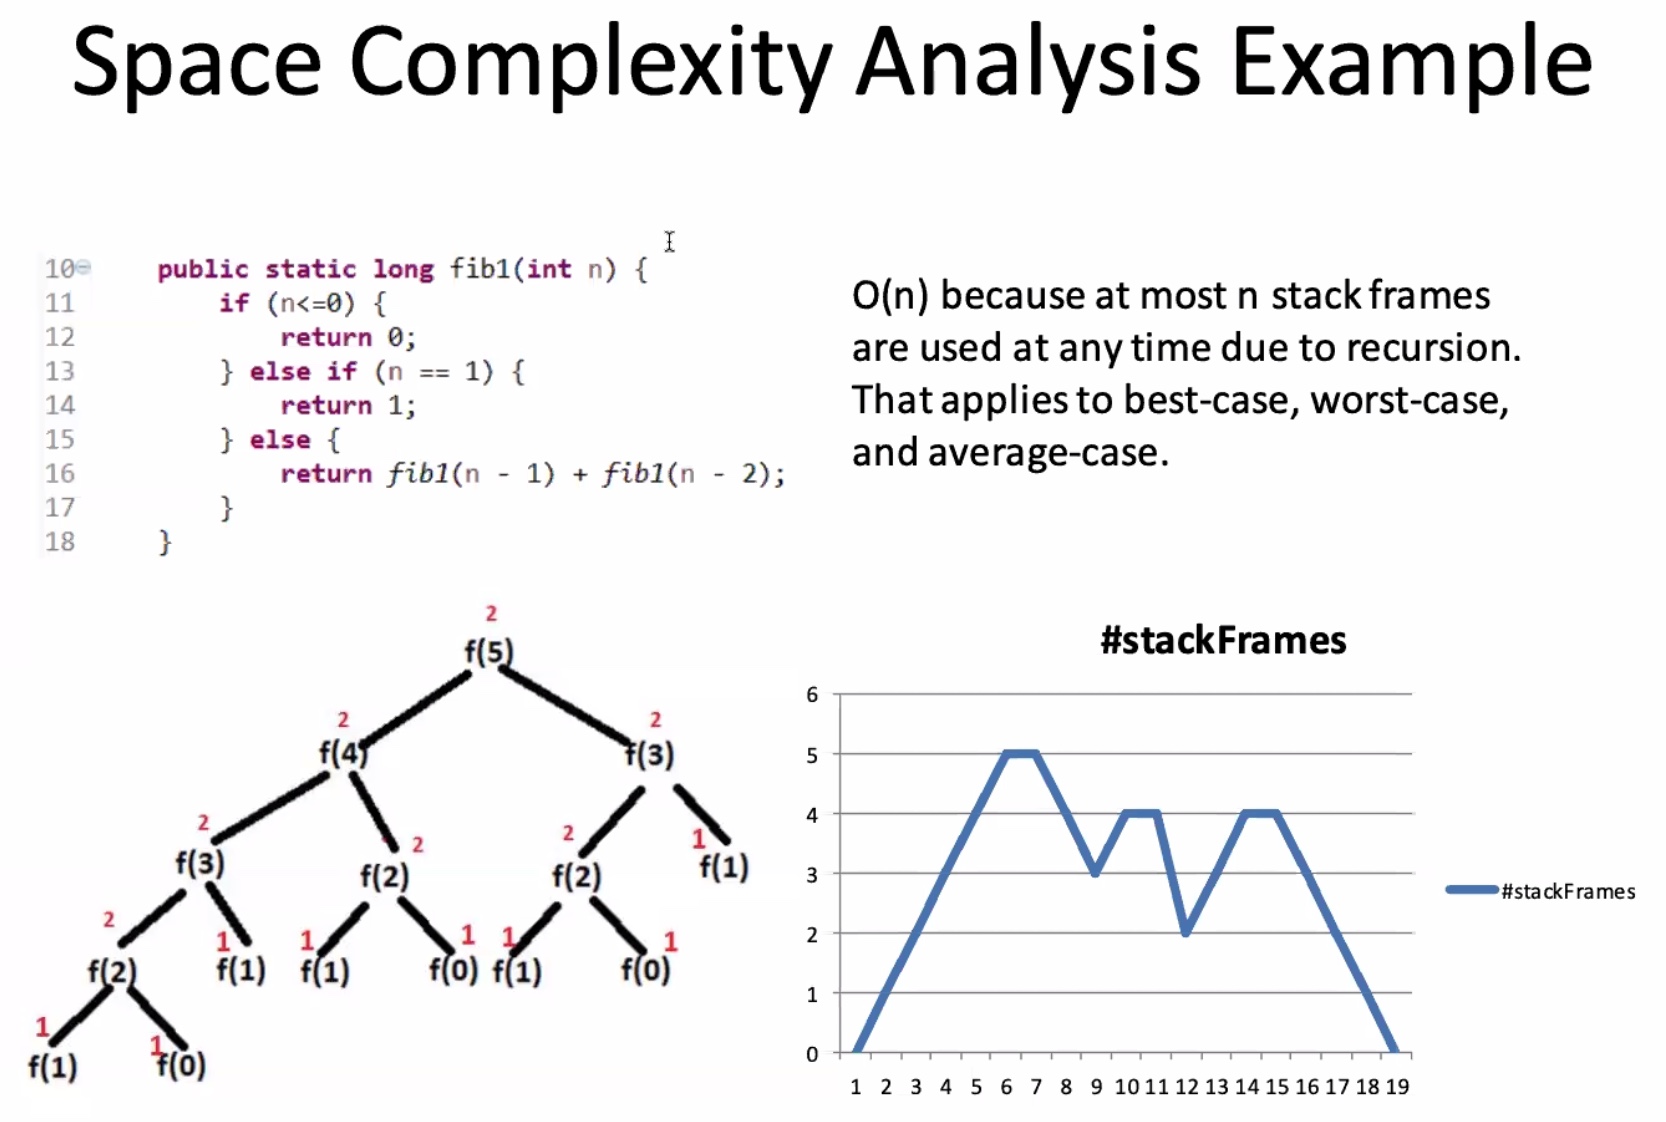 Space Complexity Analysis Example
10 public static long fib1(int n) {
11 if (n<=0) {
12 return 0;
13 } else if (n == 1) {
14 return 1;
15 } else {
16 return fib1(n - 1) + fib1(n - 2);
17 }
18 }
O(n) because at most n stack frames
are used at any time due to recursion.
That applies to best-case, worst-case,
and average-case.
2
f(5)
2 2
f(4) f(3)
2 2 2 1
f(3) f(2) f(2) f(1)
2 1 1 1 1 1
f(2) f(1) f(1) f(0) f(1) f(0)
1 1
f(1) f(0)
#stackFrames
6
5
4
3
2
1
0
1 2 3 4 5 6 7 8 9 10 11 12 13 14 15 16 17 18 19
#stackFrames